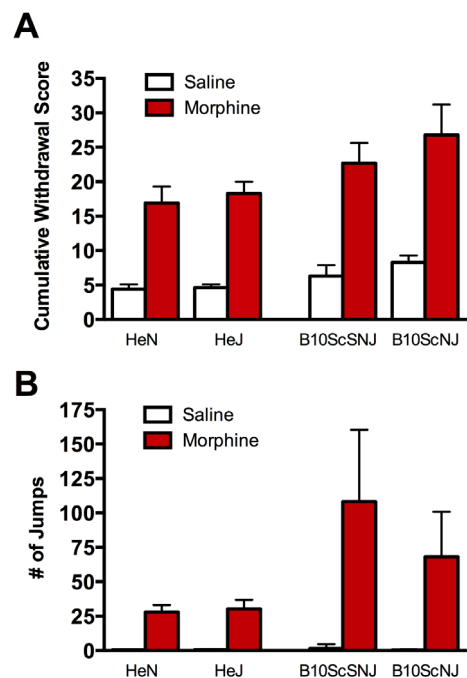 A
Cumulative Withdrawal Score
35
30
25
20
15
10
5
0
Saline
Morphine
HeN HeJ B10ScSNJ B10ScNJ
B
# of Jumps
175
150
125
100
75
50
25
0
Saline
Morphine
HeN HeJ B10ScSNJ B10ScNJ